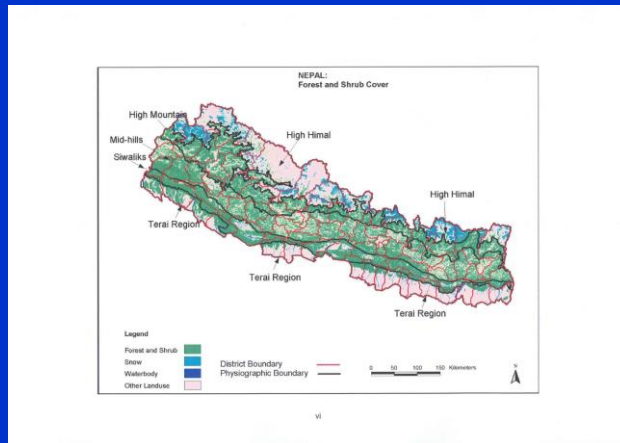 NEPAL:
Forest and Shrub Cover
High Mountain
Mid-hills
High Himal
Siwaliks
High Himal
Terai Region
Terai Region
Terai Region
Legend
Forest and Shrub
Snow
Waterbody
Other Landuse
District Boundary
Physiographic Boundary
0 50 100 150 Kilometers
N
vi